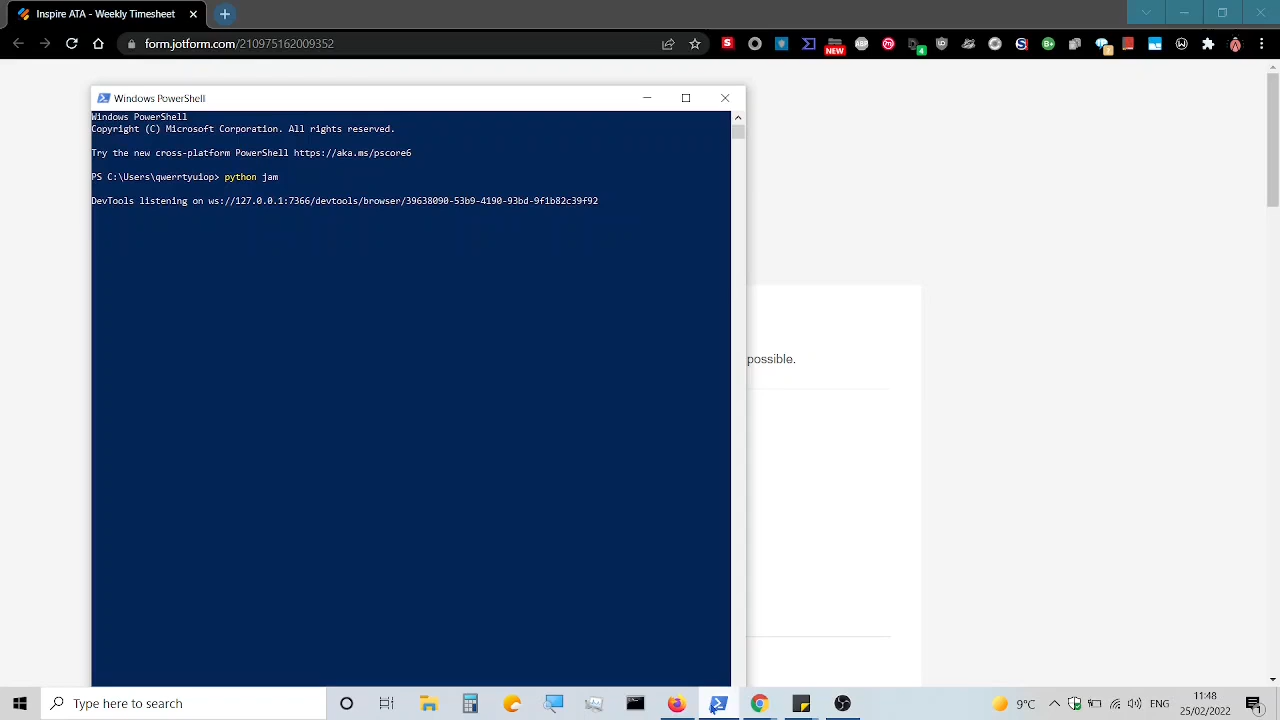 Inspire ATA - Weekly Timesheet
form.jotform.com/210975162009352
NEW
4
Windows PowerShell
Windows PowerShell
Copyright (C) Microsoft Corporation. All rights reserved.
Try the new cross-platform PowerShell https://aka.ms/pscore6
PS C:\Users\qwerrtyuiop> python jam
DevTools listening on ws://127.0.0.1:7366/devtools/browser/39638090-53b9-4190-93bd-9f1b82c39f92
possible.
Type here to search
9°C
ENG
11:48
25/02/2022
1